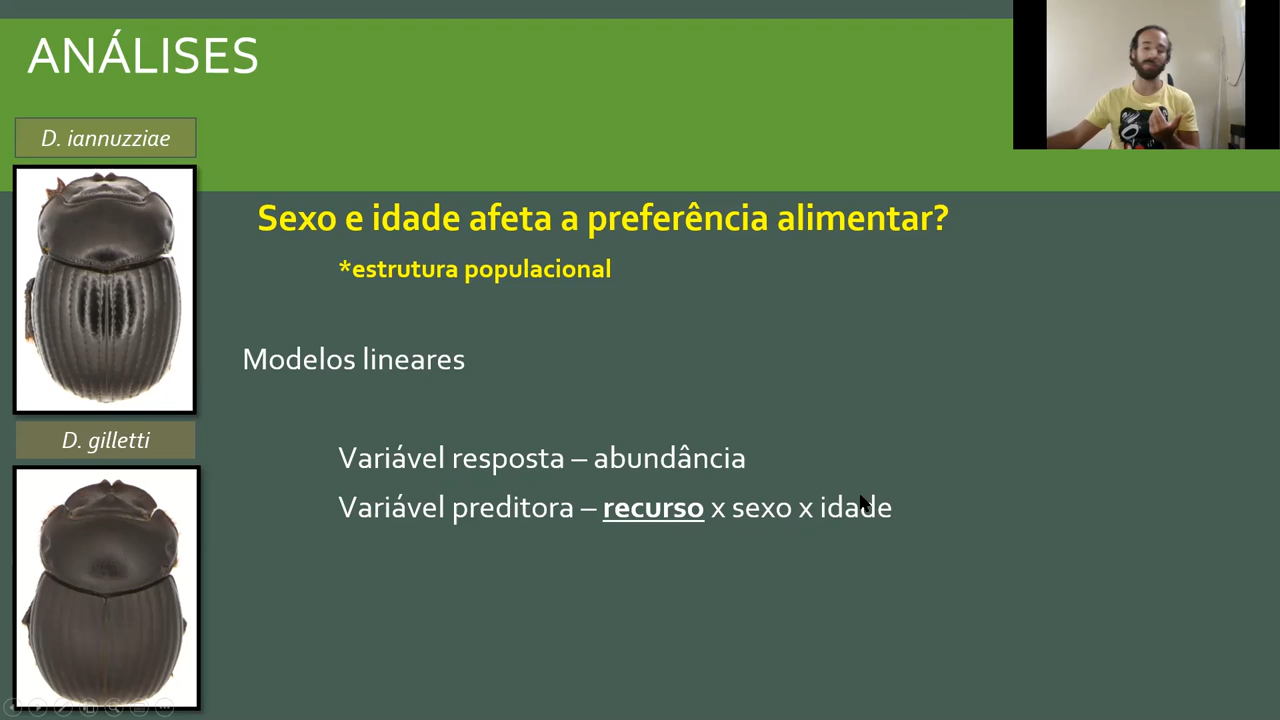 ANÁLISES
D. iannuzziae
Sexo e idade afeta a preferência alimentar?
*estrutura populacional
Modelos lineares
D. gilletti
Variável resposta – abundância
Variável preditora – recurso x sexo x idade